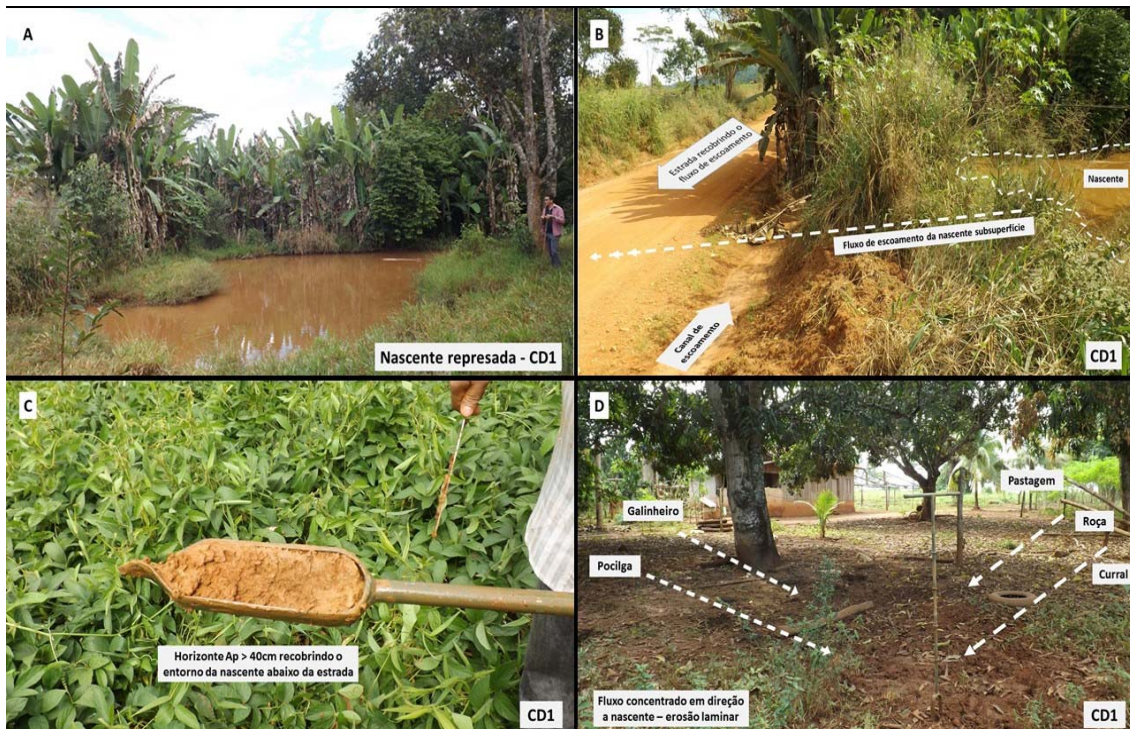 A
Nascente represada - CD1
B
Estrada recobrindo o
fluxo de escoamento
Nascente
Fluxo de escoamento da nascente subsuperfície
Canal de
escoamento
CD1
C
Horizonte Ap > 40cm recobrindo o
entorno da nascente abaixo da estrada
CD1
D
Pastagem
Galinheiro
Roça
Pocilga
Curral
Fluxo concentrado em direção
a nascente – erosão laminar
CD1